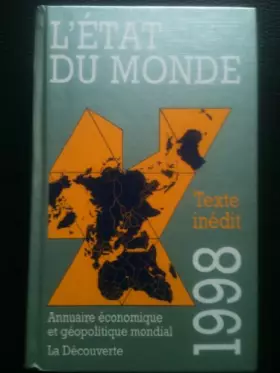 L'ÉTAT
DU MONDE
Texte
inédit
1998
Annuaire économique
et géopolitique mondial
La Découverte